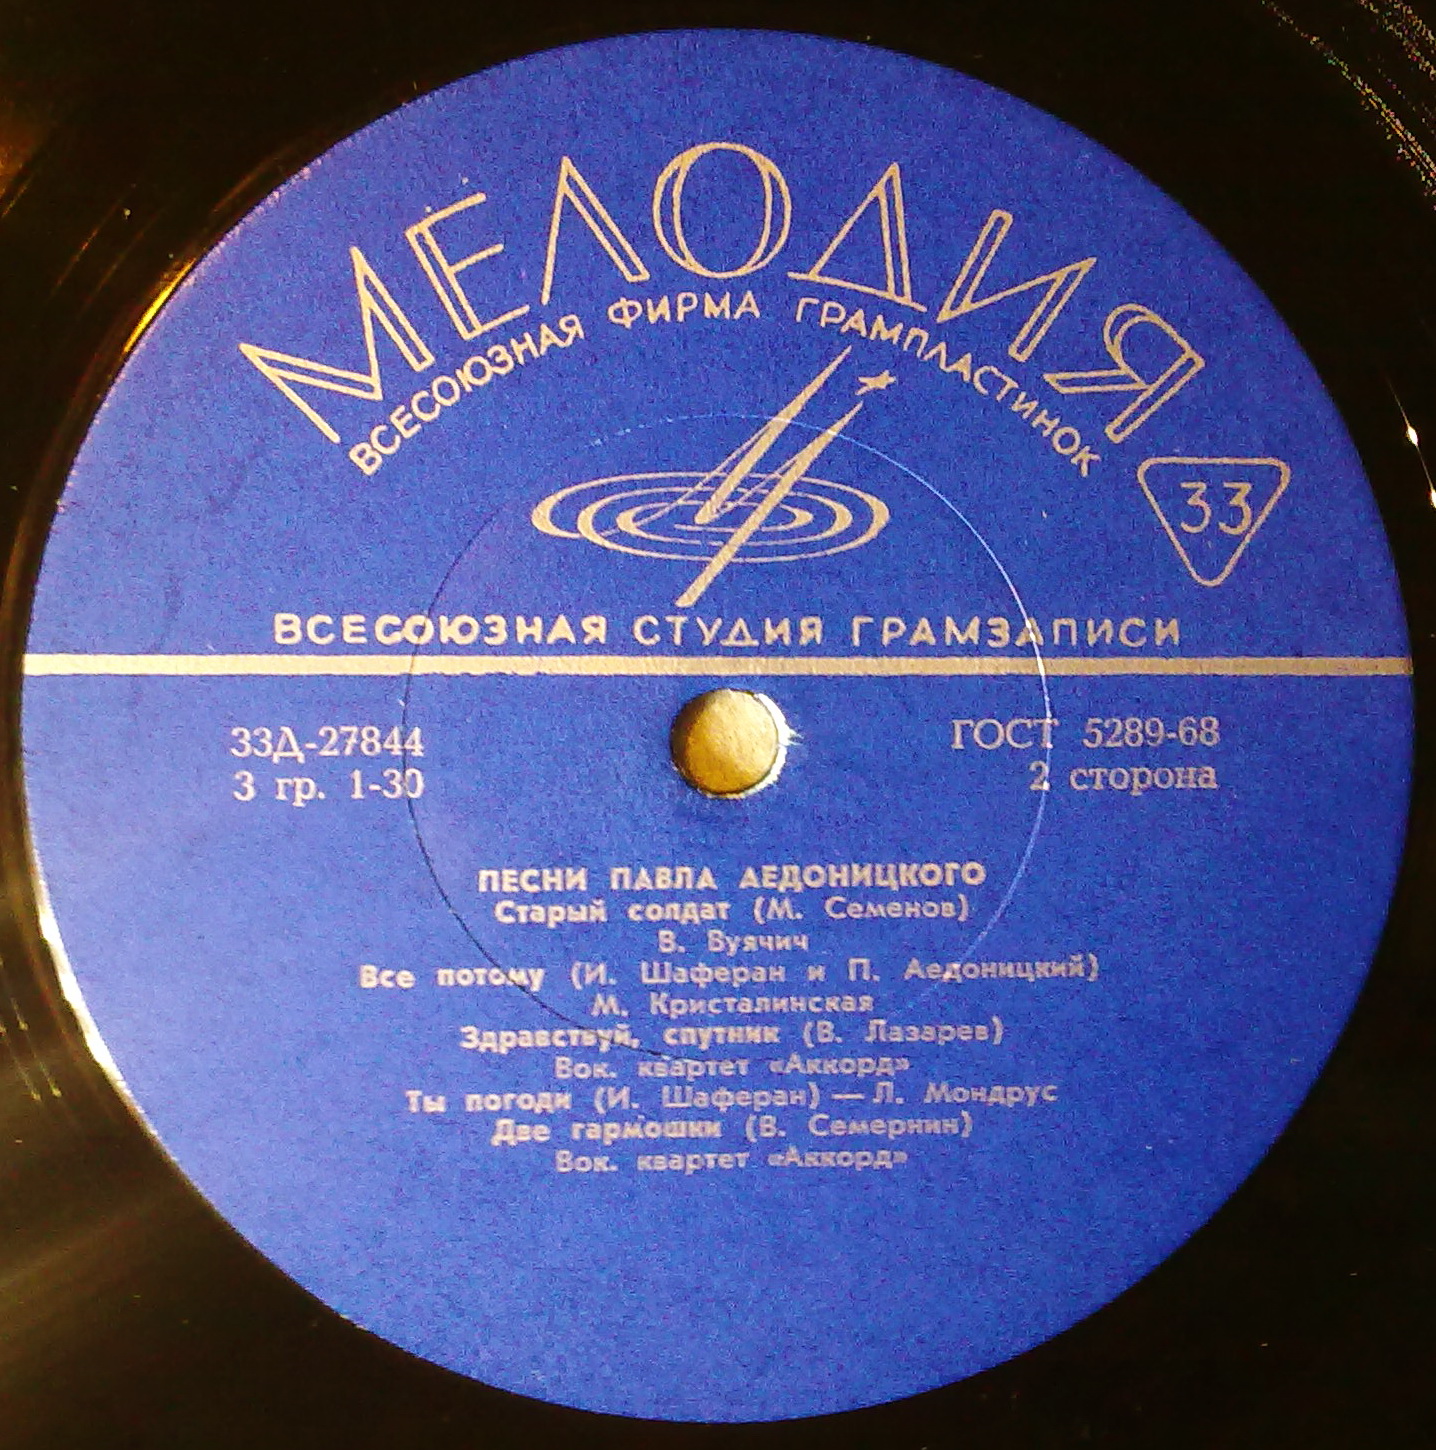 МЕЛОДИЯ
ВСЕСОЮЗНАЯ ФИРМА ГРАМПЛАСТИНОК
33
ВСЕСОЮЗНАЯ СТУДИЯ ГРАМЗАПИСИ
33Д-27844
3 гр. 1-30
ГОСТ 5289-68
2 сторона
ПЕСНИ ПАВЛА АЕДОНИЦКОГО
Старый солдат (М. Семенов)
В. Вуячич
Все потому (И. Шаферан и П. Аедоницкий)
М. Кристалинская
Здравствуй, спутник (В. Лазарев)
Вок. квартет «Аккорд»
Ты погоди (И. Шаферан) — Л. Мондрус
Две гармошки (В. Семернин)
Вок. квартет «Аккорд»